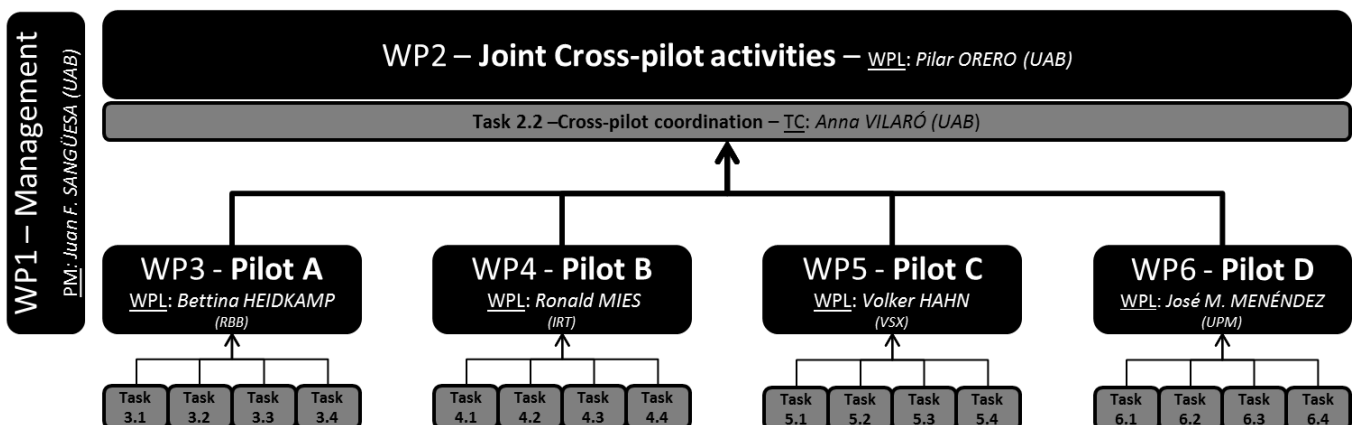 WP1 – Management
PM: Juan F. SANGÜESA (UAB)
WP2 – Joint Cross-pilot activities – WPL: Pilar ORERO (UAB)
Task 2.2 –Cross-pilot coordination – TC: Anna VILARÓ (UAB)
WP3 - Pilot A
WPL: Bettina HEIDKAMP
(RBB)
WP4 - Pilot B
WPL: Ronald MIES
(IRT)
WP5 - Pilot C
WPL: Volker HAHN
(VSX)
WP6 - Pilot D
WPL: José M. MENÉNDEZ
(UPM)
Task
3.1
Task
3.2
Task
3.3
Task
3.4
Task
4.1
Task
4.2
Task
4.3
Task
4.4
Task
5.1
Task
5.2
Task
5.3
Task
5.4
Task
6.1
Task
6.2
Task
6.3
Task
6.4